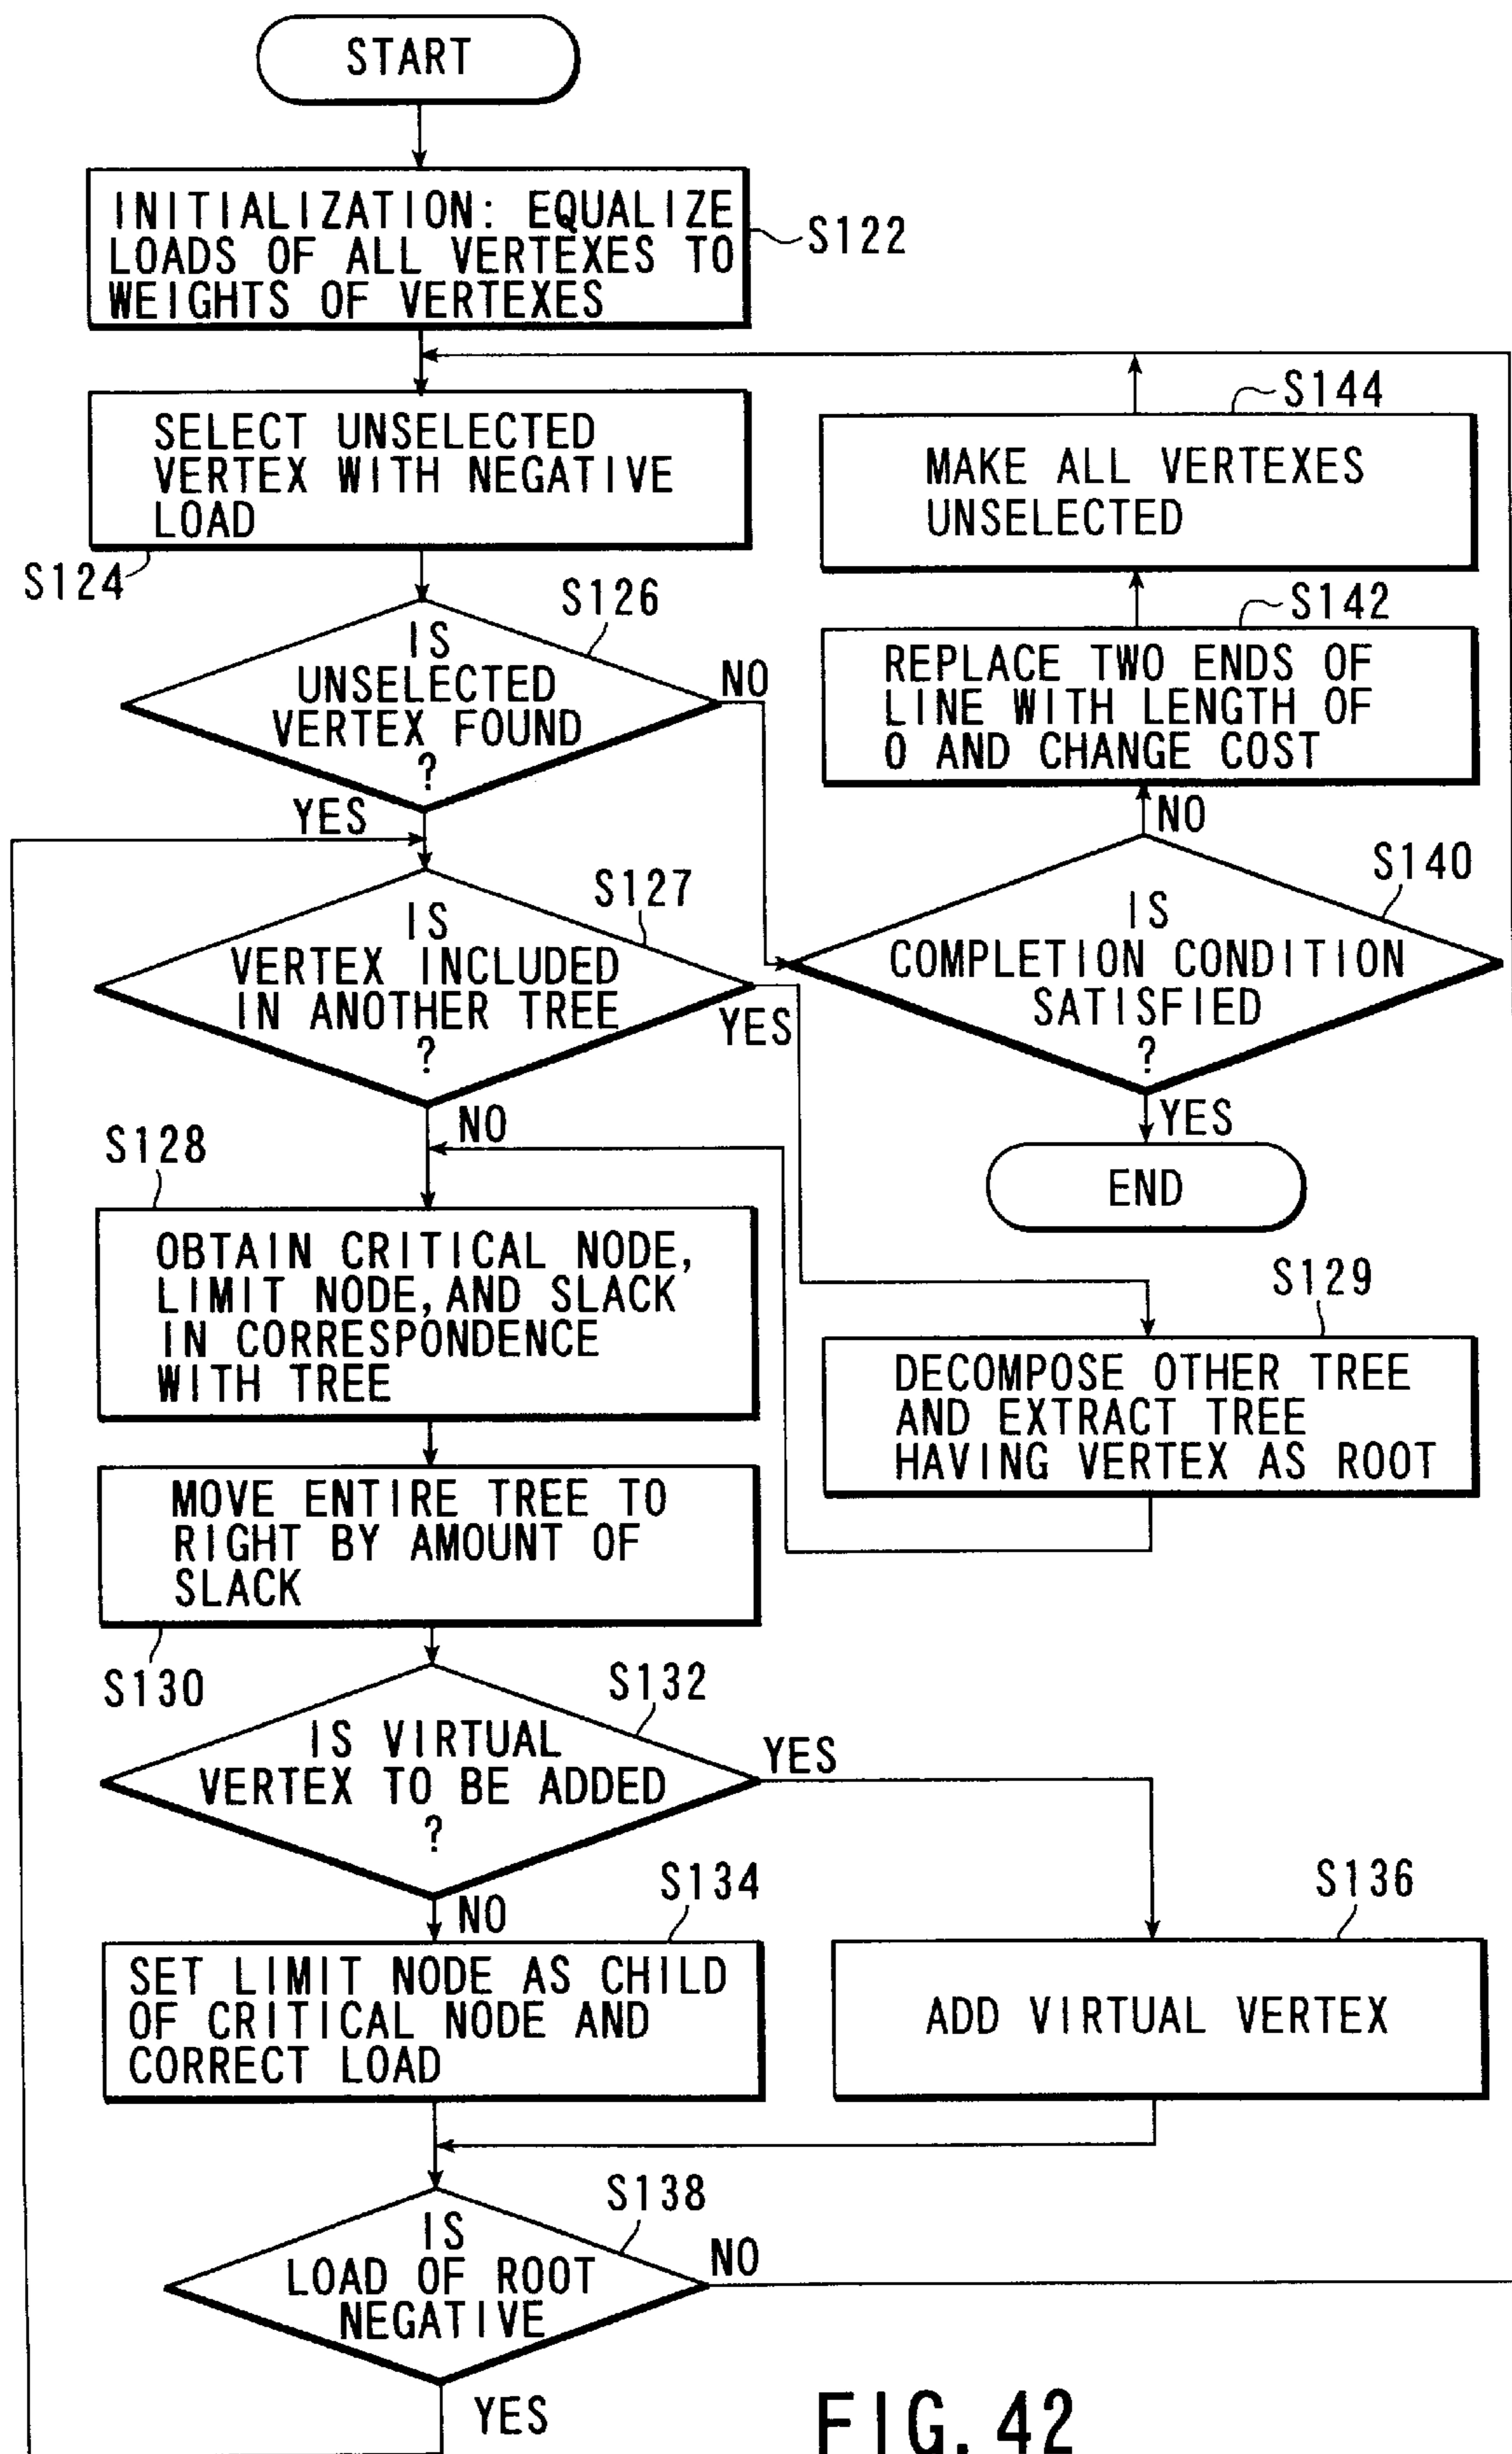 START
INITIALIZATION: EQUALIZE
LOADS OF ALL VERTEXES TO
WEIGHTS OF VERTEXES
S122
SELECT UNSELECTED
VERTEX WITH NEGATIVE
LOAD
S124
S144
MAKE ALL VERTEXES
UNSELECTED
S126
IS
UNSELECTED
VERTEX FOUND
?
NO
YES
S142
REPLACE TWO ENDS OF
LINE WITH LENGTH OF
0 AND CHANGE COST
NO
S127
IS
VERTEX INCLUDED
IN ANOTHER TREE
?
YES
NO
S140
IS
COMPLETION CONDITION
SATISFIED
?
YES
END
S128
OBTAIN CRITICAL NODE,
LIMIT NODE, AND SLACK
IN CORRESPONDENCE
WITH TREE
S129
DECOMPOSE OTHER TREE
AND EXTRACT TREE
HAVING VERTEX AS ROOT
MOVE ENTIRE TREE TO
RIGHT BY AMOUNT OF
SLACK
S130
S132
IS VIRTUAL
VERTEX TO BE ADDED
?
YES
NO
S134
SET LIMIT NODE AS CHILD
OF CRITICAL NODE AND
CORRECT LOAD
S136
ADD VIRTUAL VERTEX
S138
IS
LOAD OF ROOT
NEGATIVE
NO
YES
FIG. 42